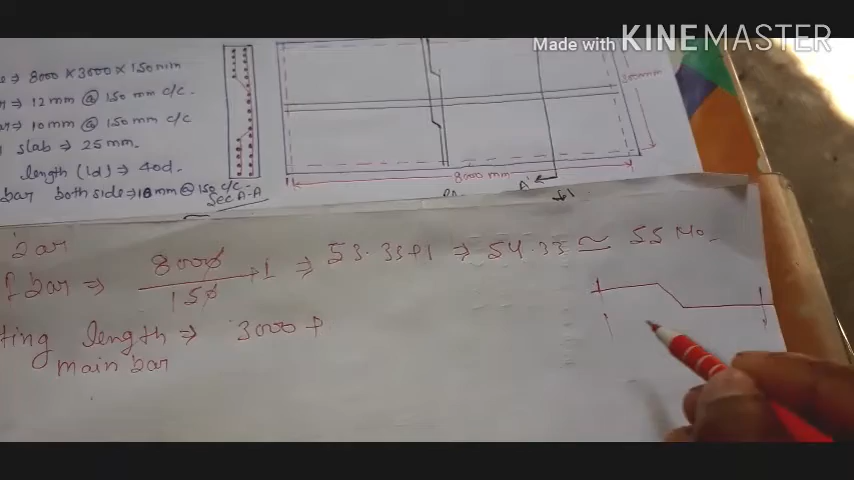 Made with KINEMASTER
⇒ 8000 × 3000 × 150 mm
⇒ 12 mm @ 150 mm c/c.
⇒ 10 mm @ 150 mm c/c
slab ⇒ 25 mm.
length (Ld) ⇒ 40d.
bar both side ⇒ 10 mm @ 150 c/c
Sec A-A
3000 mm
8000 mm
A
bar
bar ⇒ 8000/150 + 1 ⇒ 53.33+1 ⇒ 54.33 ≃ 55 No.
ting length ⇒ 3000 +
main bar